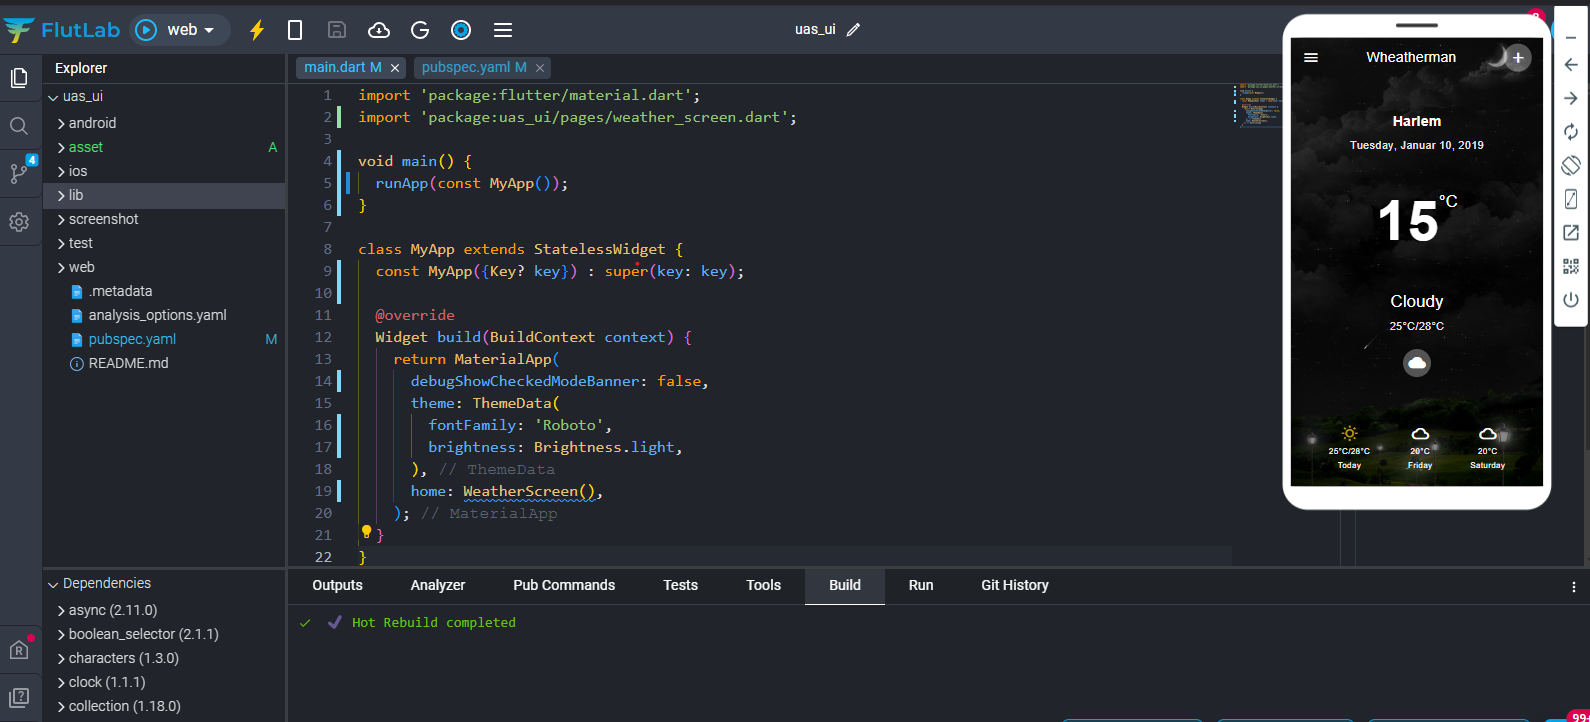 FlutLab
web
uas_ui
Explorer
uas_ui
android
asset A
ios
lib
screenshot
test
web
.metadata
analysis_options.yaml
pubspec.yaml M
README.md
Dependencies
async (2.11.0)
boolean_selector (2.1.1)
characters (1.3.0)
clock (1.1.1)
collection (1.18.0)
4
R
main.dart M ×
pubspec.yaml M ×
1 import 'package:flutter/material.dart';
2 import 'package:uas_ui/pages/weather_screen.dart';
3
4 void main() {
5 runApp(const MyApp());
6 }
7
8 class MyApp extends StatelessWidget {
9 const MyApp({Key? key}) : super(key: key);
10
11 @override
12 Widget build(BuildContext context) {
13 return MaterialApp(
14 debugShowCheckedModeBanner: false,
15 theme: ThemeData(
16 fontFamily: 'Roboto',
17 brightness: Brightness.light,
18 ), // ThemeData
19 home: WeatherScreen(),
20 ); // MaterialApp
21 }
22 }
Outputs Analyzer Pub Commands Tests Tools Build Run Git History
Hot Rebuild completed
Wheatherman
Harlem
Tuesday, Januar 10, 2019
15°C
Cloudy
25°C/28°C
25°C/28°C 20°C 20°C
Today Friday Saturday
99